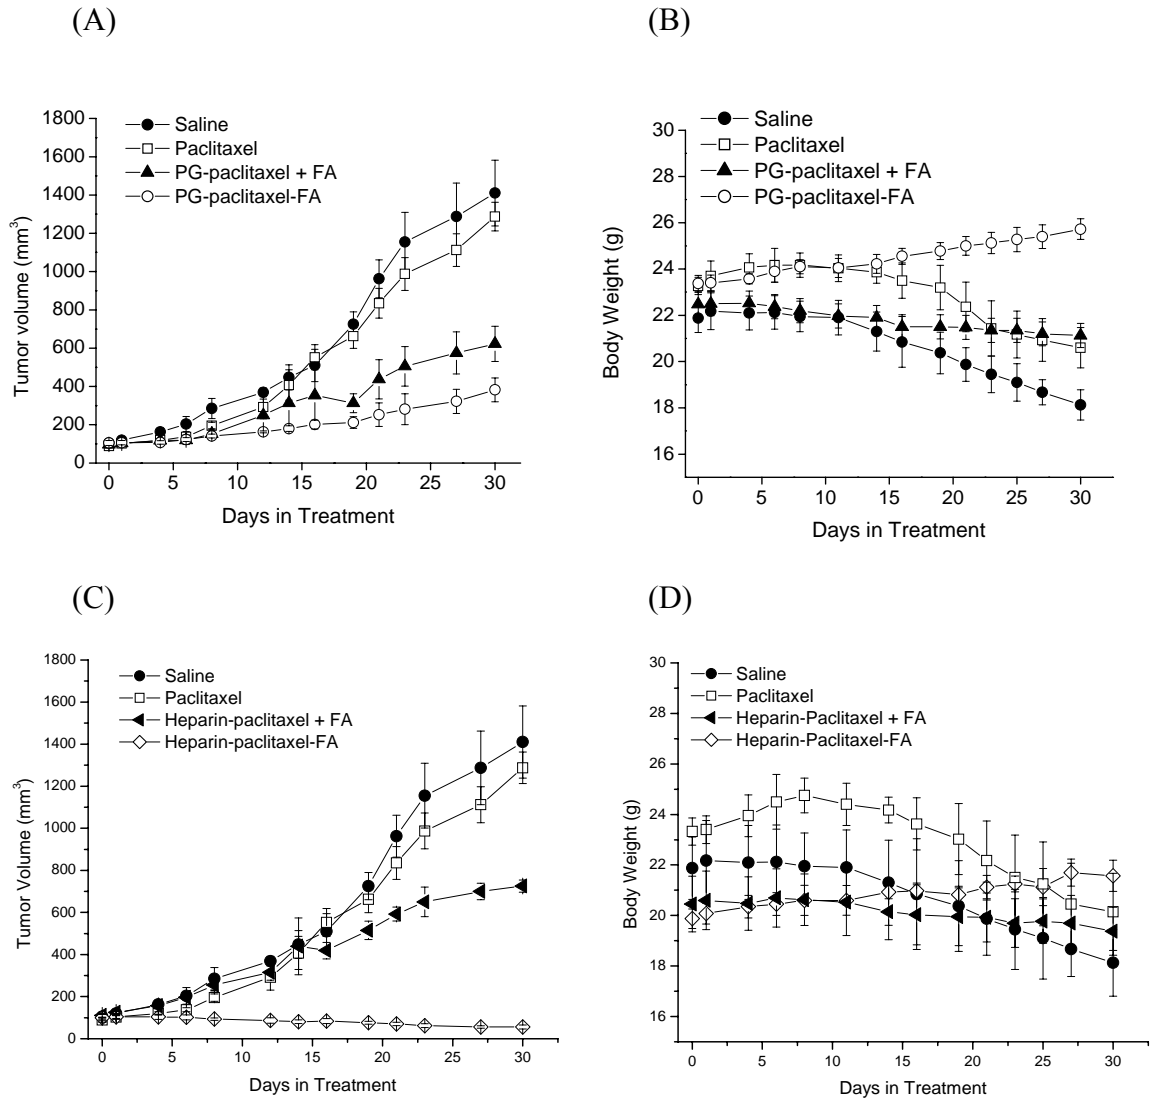 (A)
(B)
1800
1600
1400
1200
1000
800
600
400
200
0
Tumor volume (mm³)
Saline
Paclitaxel
PG-paclitaxel + FA
PG-paclitaxel-FA
0 5 10 15 20 25 30
Days in Treatment
30
28
26
24
22
20
18
16
Body Weight (g)
Saline
Paclitaxel
PG-paclitaxel + FA
PG-paclitaxel-FA
0 5 10 15 20 25 30
Days in Treatment
(C)
(D)
1800
1600
1400
1200
1000
800
600
400
200
0
Tumor Volume (mm³)
Saline
Paclitaxel
Heparin-paclitaxel + FA
Heparin-paclitaxel-FA
0 5 10 15 20 25 30
Days in Treatment
30
28
26
24
22
20
18
16
Body Weight (g)
Saline
Paclitaxel
Heparin-Paclitaxel + FA
Heparin-Paclitaxel-FA
0 5 10 15 20 25 30
Days in Treatment